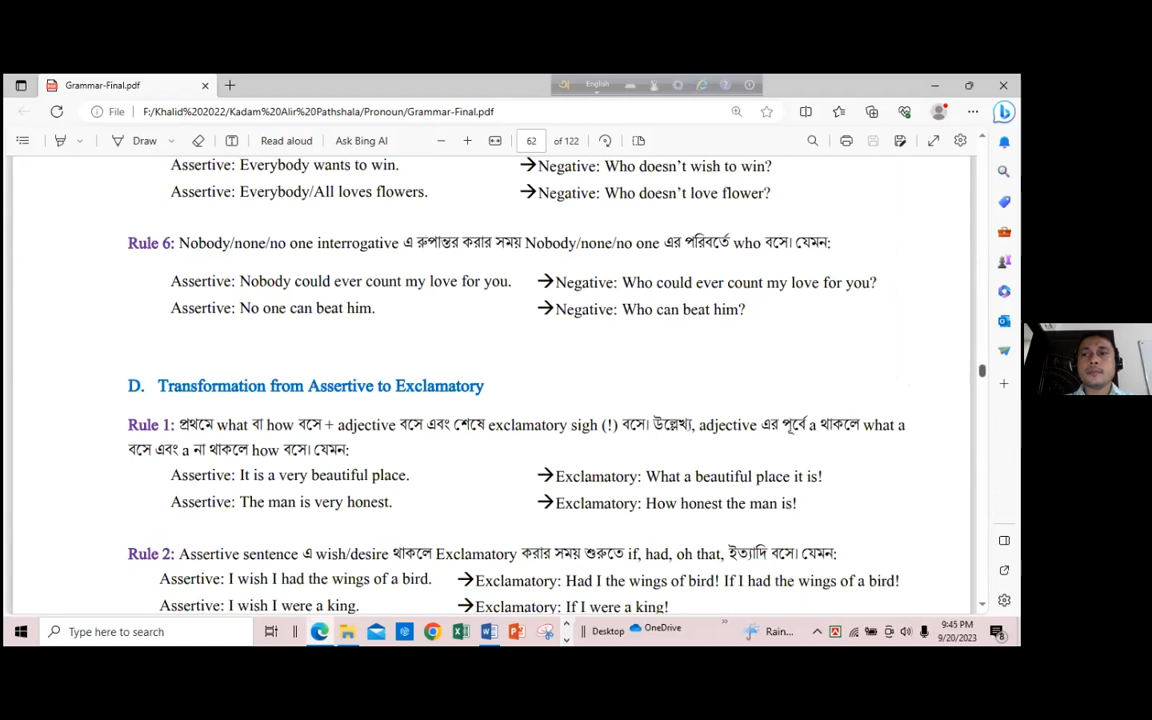 Grammar-Final.pdf
English
File F:/Khalid%202022/Kadam%20Alir%20Pathshala/Pronoun/Grammar-Final.pdf
Draw Read aloud Ask Bing AI 62 of 122
Assertive: Everybody wants to win. →Negative: Who doesn't wish to win?
Assertive: Everybody/All loves flowers. →Negative: Who doesn't love flower?
Rule 6: Nobody/none/no one interrogative এ রুপান্তর করার সময় Nobody/none/no one এর পরিবর্তে who বসে। যেমন:
Assertive: Nobody could ever count my love for you. →Negative: Who could ever count my love for you?
Assertive: No one can beat him. →Negative: Who can beat him?
D. Transformation from Assertive to Exclamatory
Rule 1: প্রথমে what বা how বসে + adjective বসে এবং শেষে exclamatory sigh (!) বসে। উল্লেখ্য, adjective এর পূর্বে a থাকলে what a
বসে এবং a না থাকলে how বসে। যেমন:
Assertive: It is a very beautiful place. →Exclamatory: What a beautiful place it is!
Assertive: The man is very honest. →Exclamatory: How honest the man is!
Rule 2: Assertive sentence এ wish/desire থাকলে Exclamatory করার সময় শুরুতে if, had, oh that, ইত্যাদি বসে। যেমন:
Assertive: I wish I had the wings of a bird. →Exclamatory: Had I the wings of bird! If I had the wings of a bird!
Assertive: I wish I were a king. →Exclamatory: If I were a king!
Type here to search Desktop OneDrive Rain... 9:45 PM
9/20/2023 8